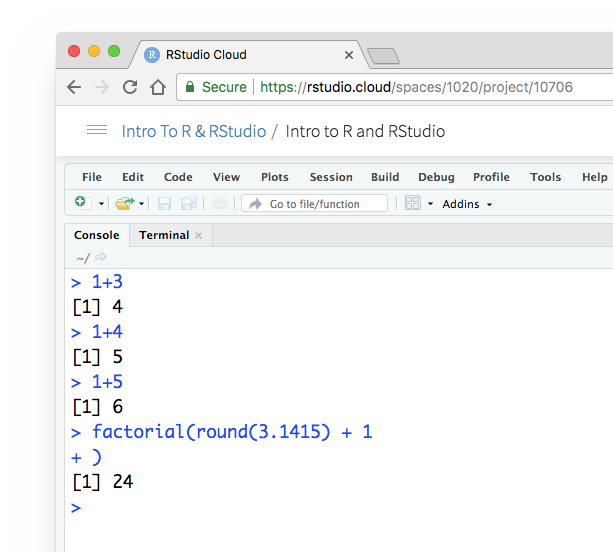 R RStudio Cloud ×
Secure | https://rstudio.cloud/spaces/1020/project/10706
Intro To R & RStudio / Intro to R and RStudio
File Edit Code View Plots Session Build Debug Profile Tools Help
Go to file/function Addins
Console Terminal ×
~/
> 1+3
[1] 4
> 1+4
[1] 5
> 1+5
[1] 6
> factorial(round(3.1415) + 1
+ )
[1] 24
>